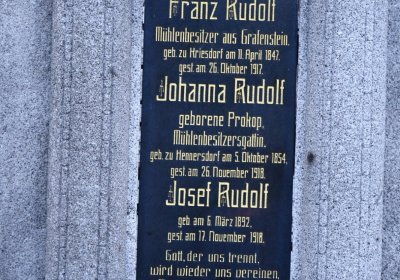 Franz Rudolf
Mühlenbesitzer aus Grafenstein.
geb. zu Kriesdorf am 11. April 1847.
gest. am 26. Oktober 1917.
Johanna Rudolf
geborene Prokop,
Mühlenbesitzersgattin.
geb. zu Hennersdorf am 5. Oktober 1854,
gest. am 26. November 1918.
Josef Rudolf
geb am 6. März 1892.
gest. am 17. November 1918.
Gott, der uns trennt,
wird wieder uns vereinen.